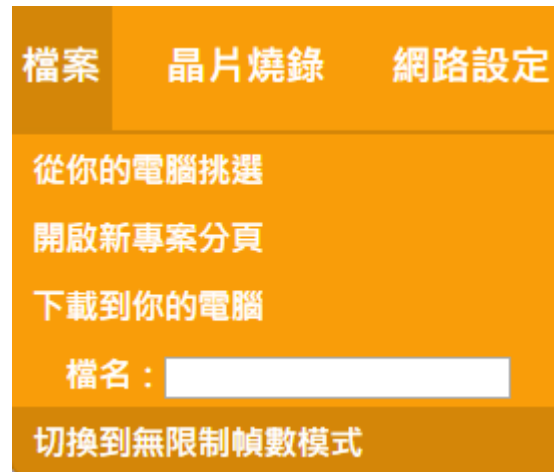 檔案 晶片燒錄 網路設定
從你的電腦挑選
開啟新專案分頁
下載到你的電腦
檔名：
切換到無限制幀數模式